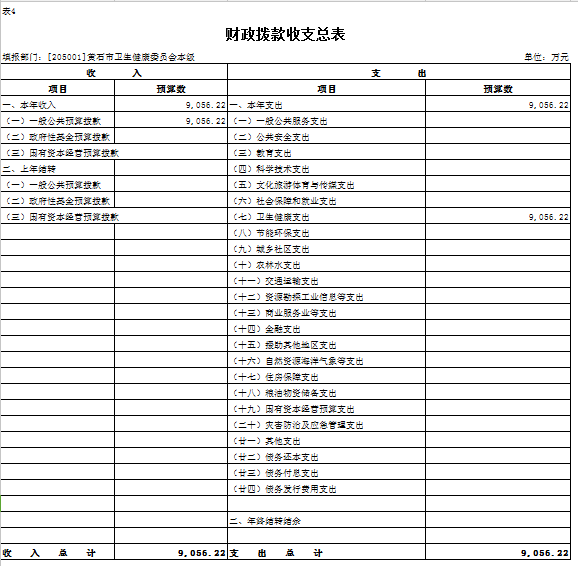 表4
财政拨款收支总表
填报部门：[205001]黄石市卫生健康委员会本级 单位：万元
收 入 支 出
项目 预算数 项目 预算数
一、本年收入 9,056.22 一、本年支出 9,056.22
（一）一般公共预算拨款 9,056.22 （一）一般公共服务支出
（二）政府性基金预算拨款 （二）公共安全支出
（三）国有资本经营预算拨款 （三）教育支出
二、上年结转 （四）科学技术支出
（一）一般公共预算拨款 （五）文化旅游体育与传媒支出
（二）政府性基金预算拨款 （六）社会保障和就业支出
（三）国有资本经营预算拨款 （七）卫生健康支出 9,056.22
（八）节能环保支出
（九）城乡社区支出
（十）农林水支出
（十一）交通运输支出
（十二）资源勘探工业信息等支出
（十三）商业服务业等支出
（十四）金融支出
（十五）援助其他地区支出
（十六）自然资源海洋气象等支出
（十七）住房保障支出
（十八）粮油物资储备支出
（十九）国有资本经营预算支出
（二十）灾害防治及应急管理支出
（廿一）其他支出
（廿二）债务还本支出
（廿三）债务付息支出
（廿四）债务发行费用支出
二、年终结转结余
收 入 总 计 9,056.22 支 出 总 计 9,056.22